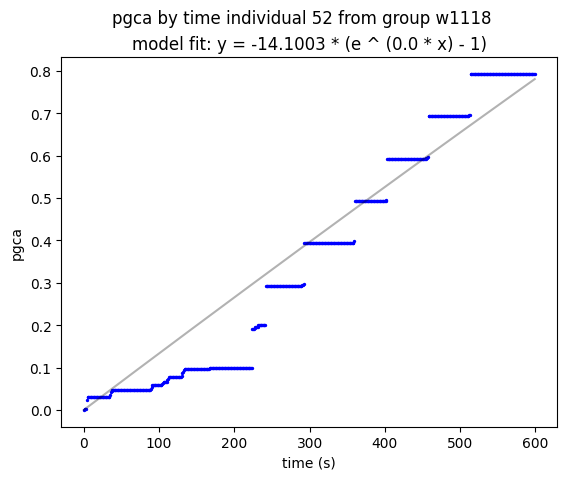 pgca by time individual 52 from group w1118
model fit: y = -14.1003 * (e ^ (0.0 * x) - 1)
0.8
0.7
0.6
0.5
0.4
0.3
0.2
0.1
0.0
pgca
0 100 200 300 400 500 600
time (s)